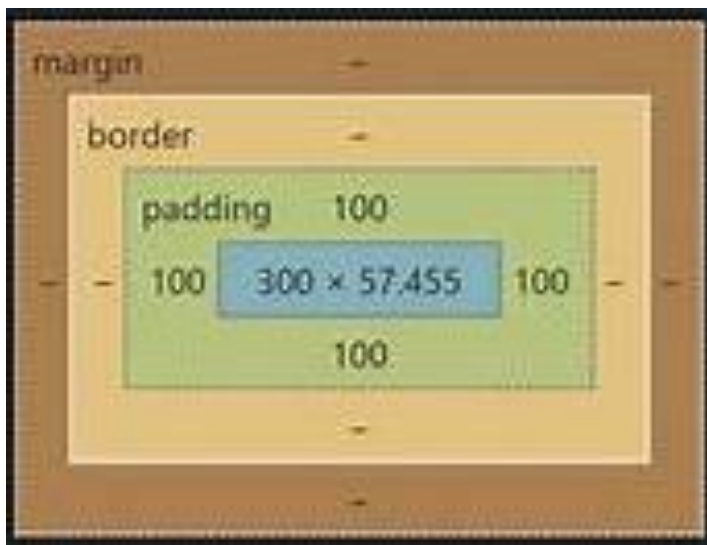 margin -
border -
padding 100
- - 100 300 × 57.455 100 - -
100
-
-